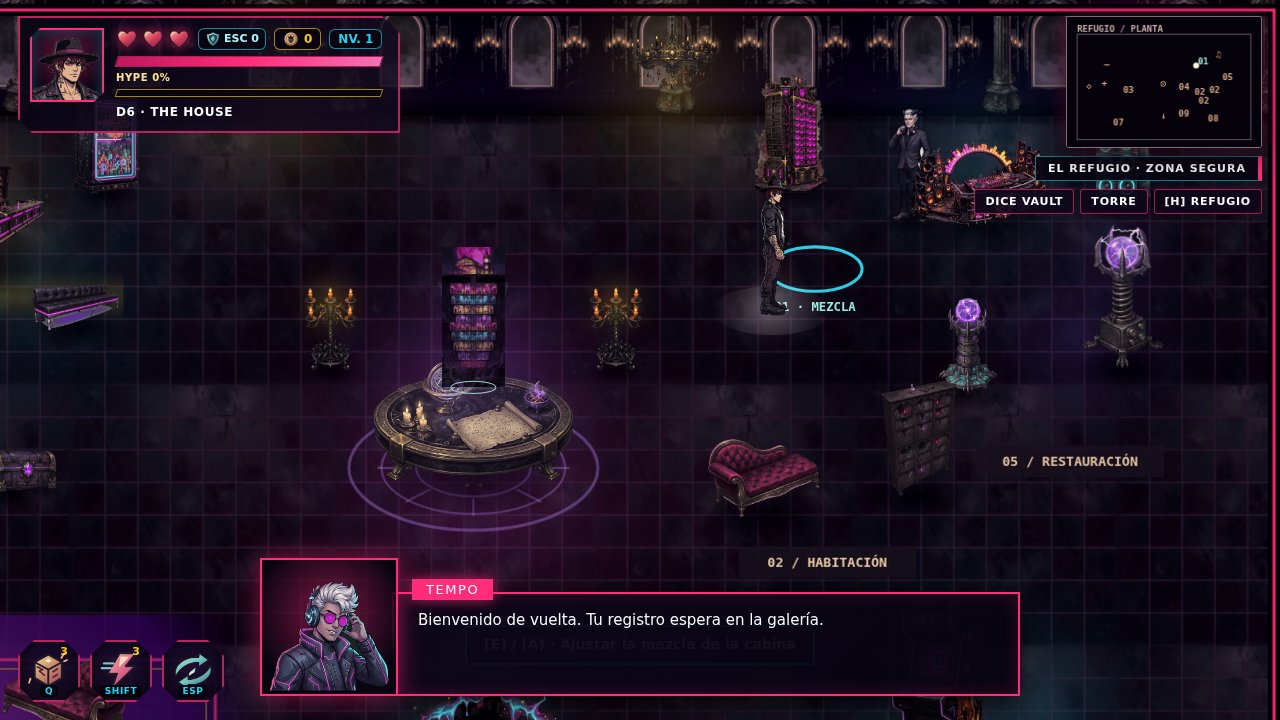 ESC 0
0
NV. 1
HYPE 0%
D6 · THE HOUSE
REFUGIO / PLANTA
01
05
03
04
02
02
02
09
08
07
EL REFUGIO · ZONA SEGURA
DICE VAULT
TORRE
[H] REFUGIO
1 · MEZCLA
05 / RESTAURACIÓN
02 / HABITACIÓN
TEMPO
Bienvenido de vuelta. Tu registro espera en la galería.
[E] / (A) · Ajustar la mezcla de la cabina
3
Q
3
SHIFT
ESP